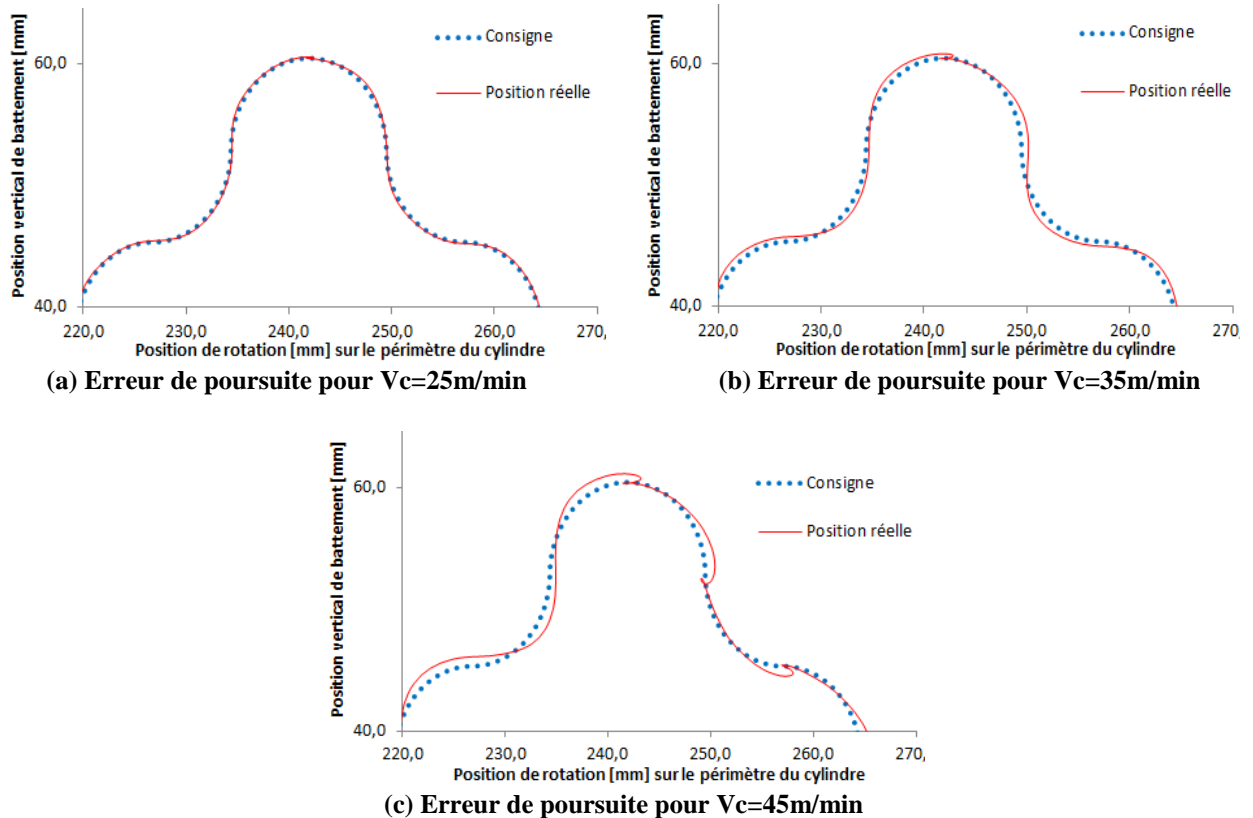 Position vertical de battement [mm]
60,0
40,0
Consigne
Position réelle
220,0 230,0 240,0 250,0 260,0 270,
Position de rotation [mm] sur le périmètre du cylindre
(a) Erreur de poursuite pour Vc=25m/min
Position vertical de battement [mm]
60,0
40,0
Consigne
Position réelle
220,0 230,0 240,0 250,0 260,0 270,
Position de rotation [mm] sur le périmètre du cylindre
(b) Erreur de poursuite pour Vc=35m/min
Position vertical de battement [mm]
60,0
40,0
Consigne
Position réelle
220,0 230,0 240,0 250,0 260,0 270,
Position de rotation [mm] sur le périmètre du cylindre
(c) Erreur de poursuite pour Vc=45m/min